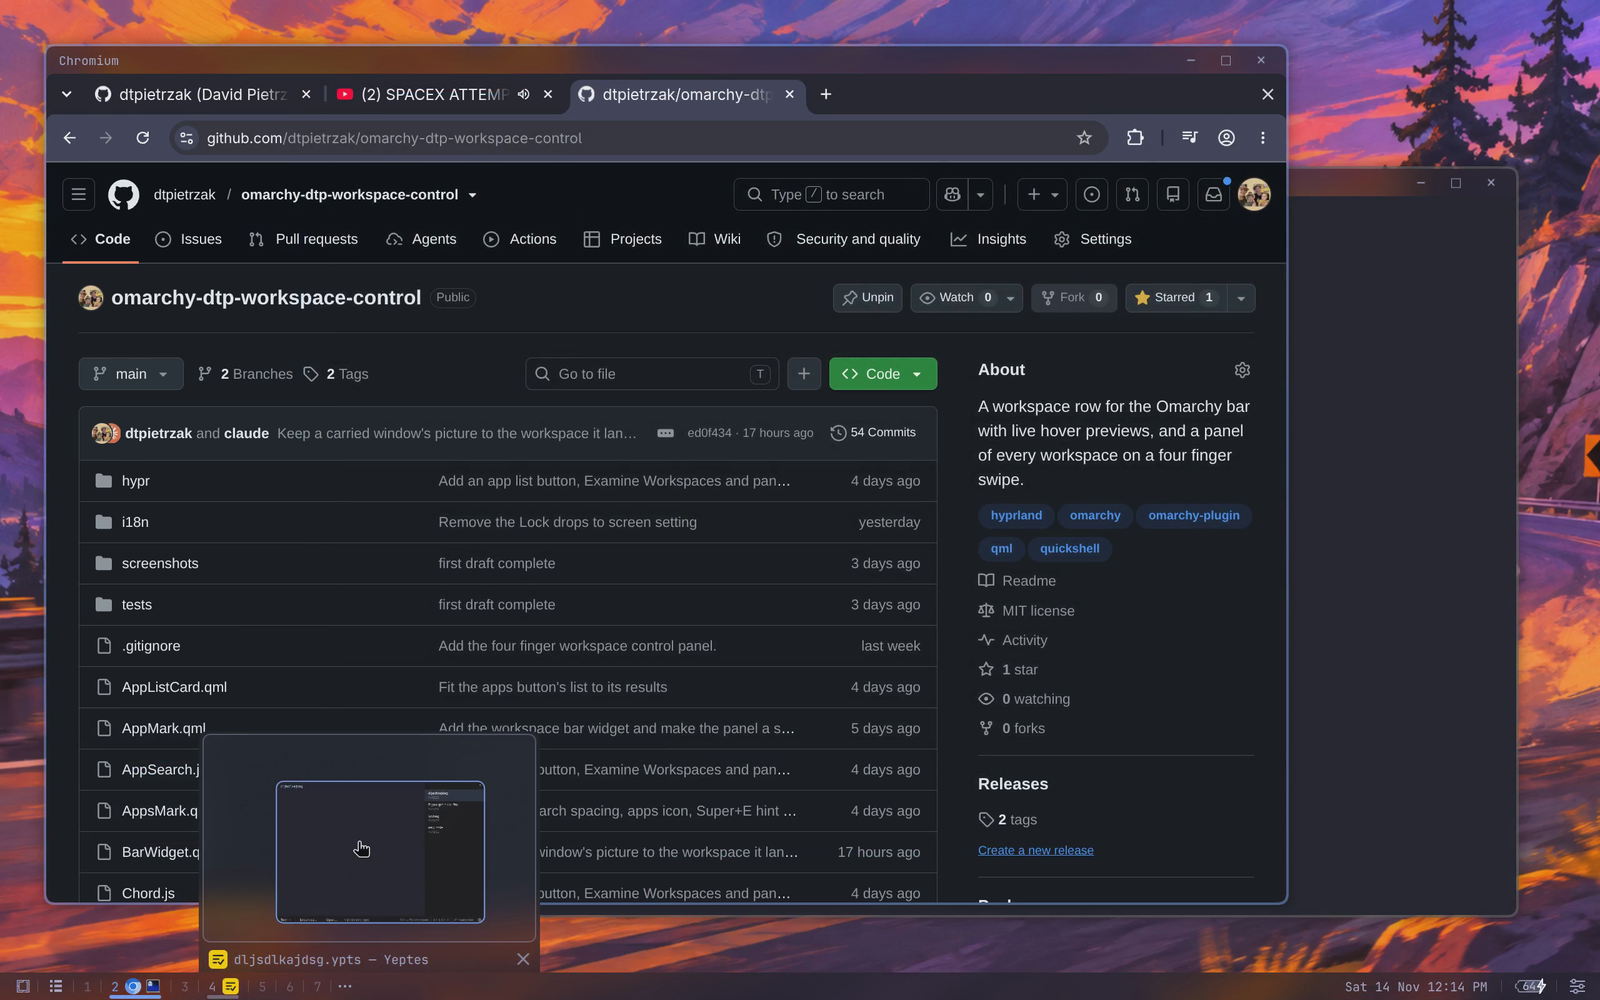 Chromium
dtpietrzak (David Pietrz
(2) SPACEX ATTEMP
dtpietrzak/omarchy-dtp
github.com/dtpietrzak/omarchy-dtp-workspace-control
dtpietrzak / omarchy-dtp-workspace-control
Type / to search
Code
Issues
Pull requests
Agents
Actions
Projects
Wiki
Security and quality
Insights
Settings
omarchy-dtp-workspace-control Public
Unpin
Watch 0
Fork 0
Starred 1
main
2 Branches
2 Tags
Go to file T
Code
dtpietrzak and claude Keep a carried window's picture to the workspace it lan… ed0f434 · 17 hours ago 54 Commits
hypr Add an app list button, Examine Workspaces and pan… 4 days ago
i18n Remove the Lock drops to screen setting yesterday
screenshots first draft complete 3 days ago
tests first draft complete 3 days ago
.gitignore Add the four finger workspace control panel. last week
AppListCard.qml Fit the apps button's list to its results 4 days ago
AppMark.qml Add the workspace bar widget and make the panel a s… 5 days ago
AppSearch.j button, Examine Workspaces and pan… 4 days ago
AppsMark.q arch spacing, apps icon, Super+E hint … 4 days ago
BarWidget.q window's picture to the workspace it lan… 17 hours ago
Chord.js button, Examine Workspaces and pan… 4 days ago
About
A workspace row for the Omarchy bar
with live hover previews, and a panel
of every workspace on a four finger
swipe.
hyprland omarchy omarchy-plugin
qml quickshell
Readme
MIT license
Activity
1 star
0 watching
0 forks
Releases
2 tags
Create a new release
dljsdlkajdsg.ypts — Yeptes
1 2 3 4 5 6 7 ···
Sat 14 Nov 12:14 PM
64